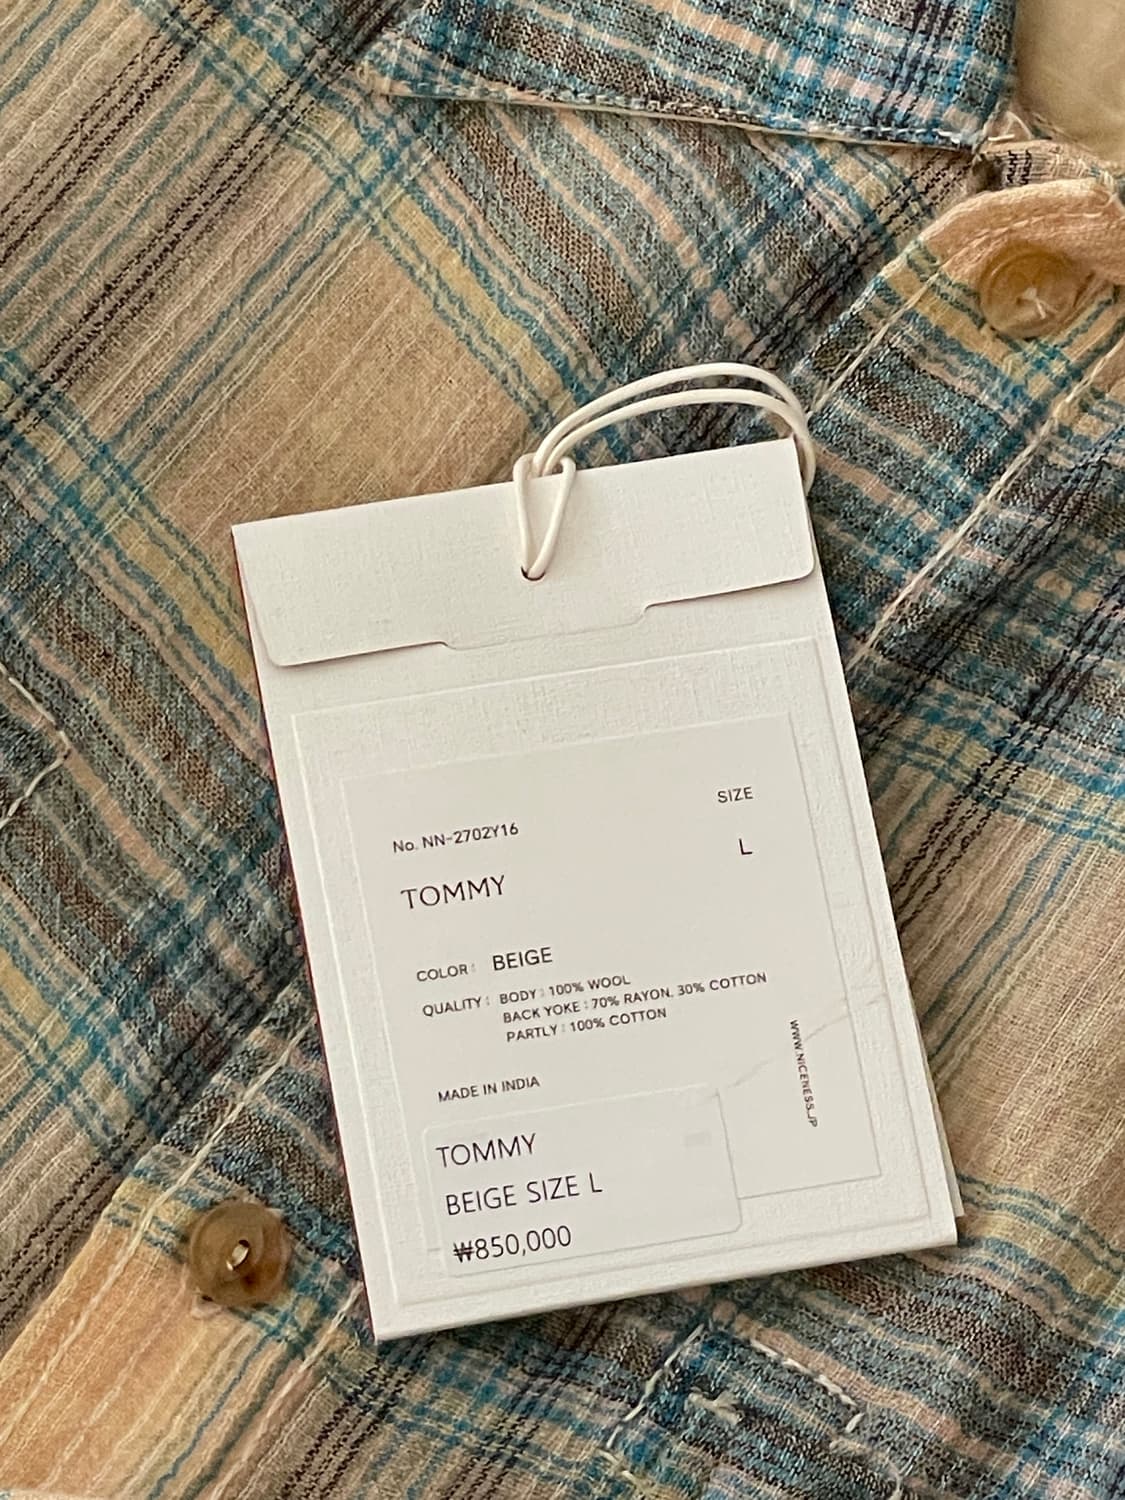 SIZE
No. NN-2702Y16
L
TOMMY
COLOR: BEIGE
QUALITY: BODY: 100% WOOL
BACK YOKE: 70% RAYON, 30% COTTON
PARTLY: 100% COTTON
WWW.NICENESS.JP
MADE IN INDIA
TOMMY
BEIGE SIZE L
₩850,000